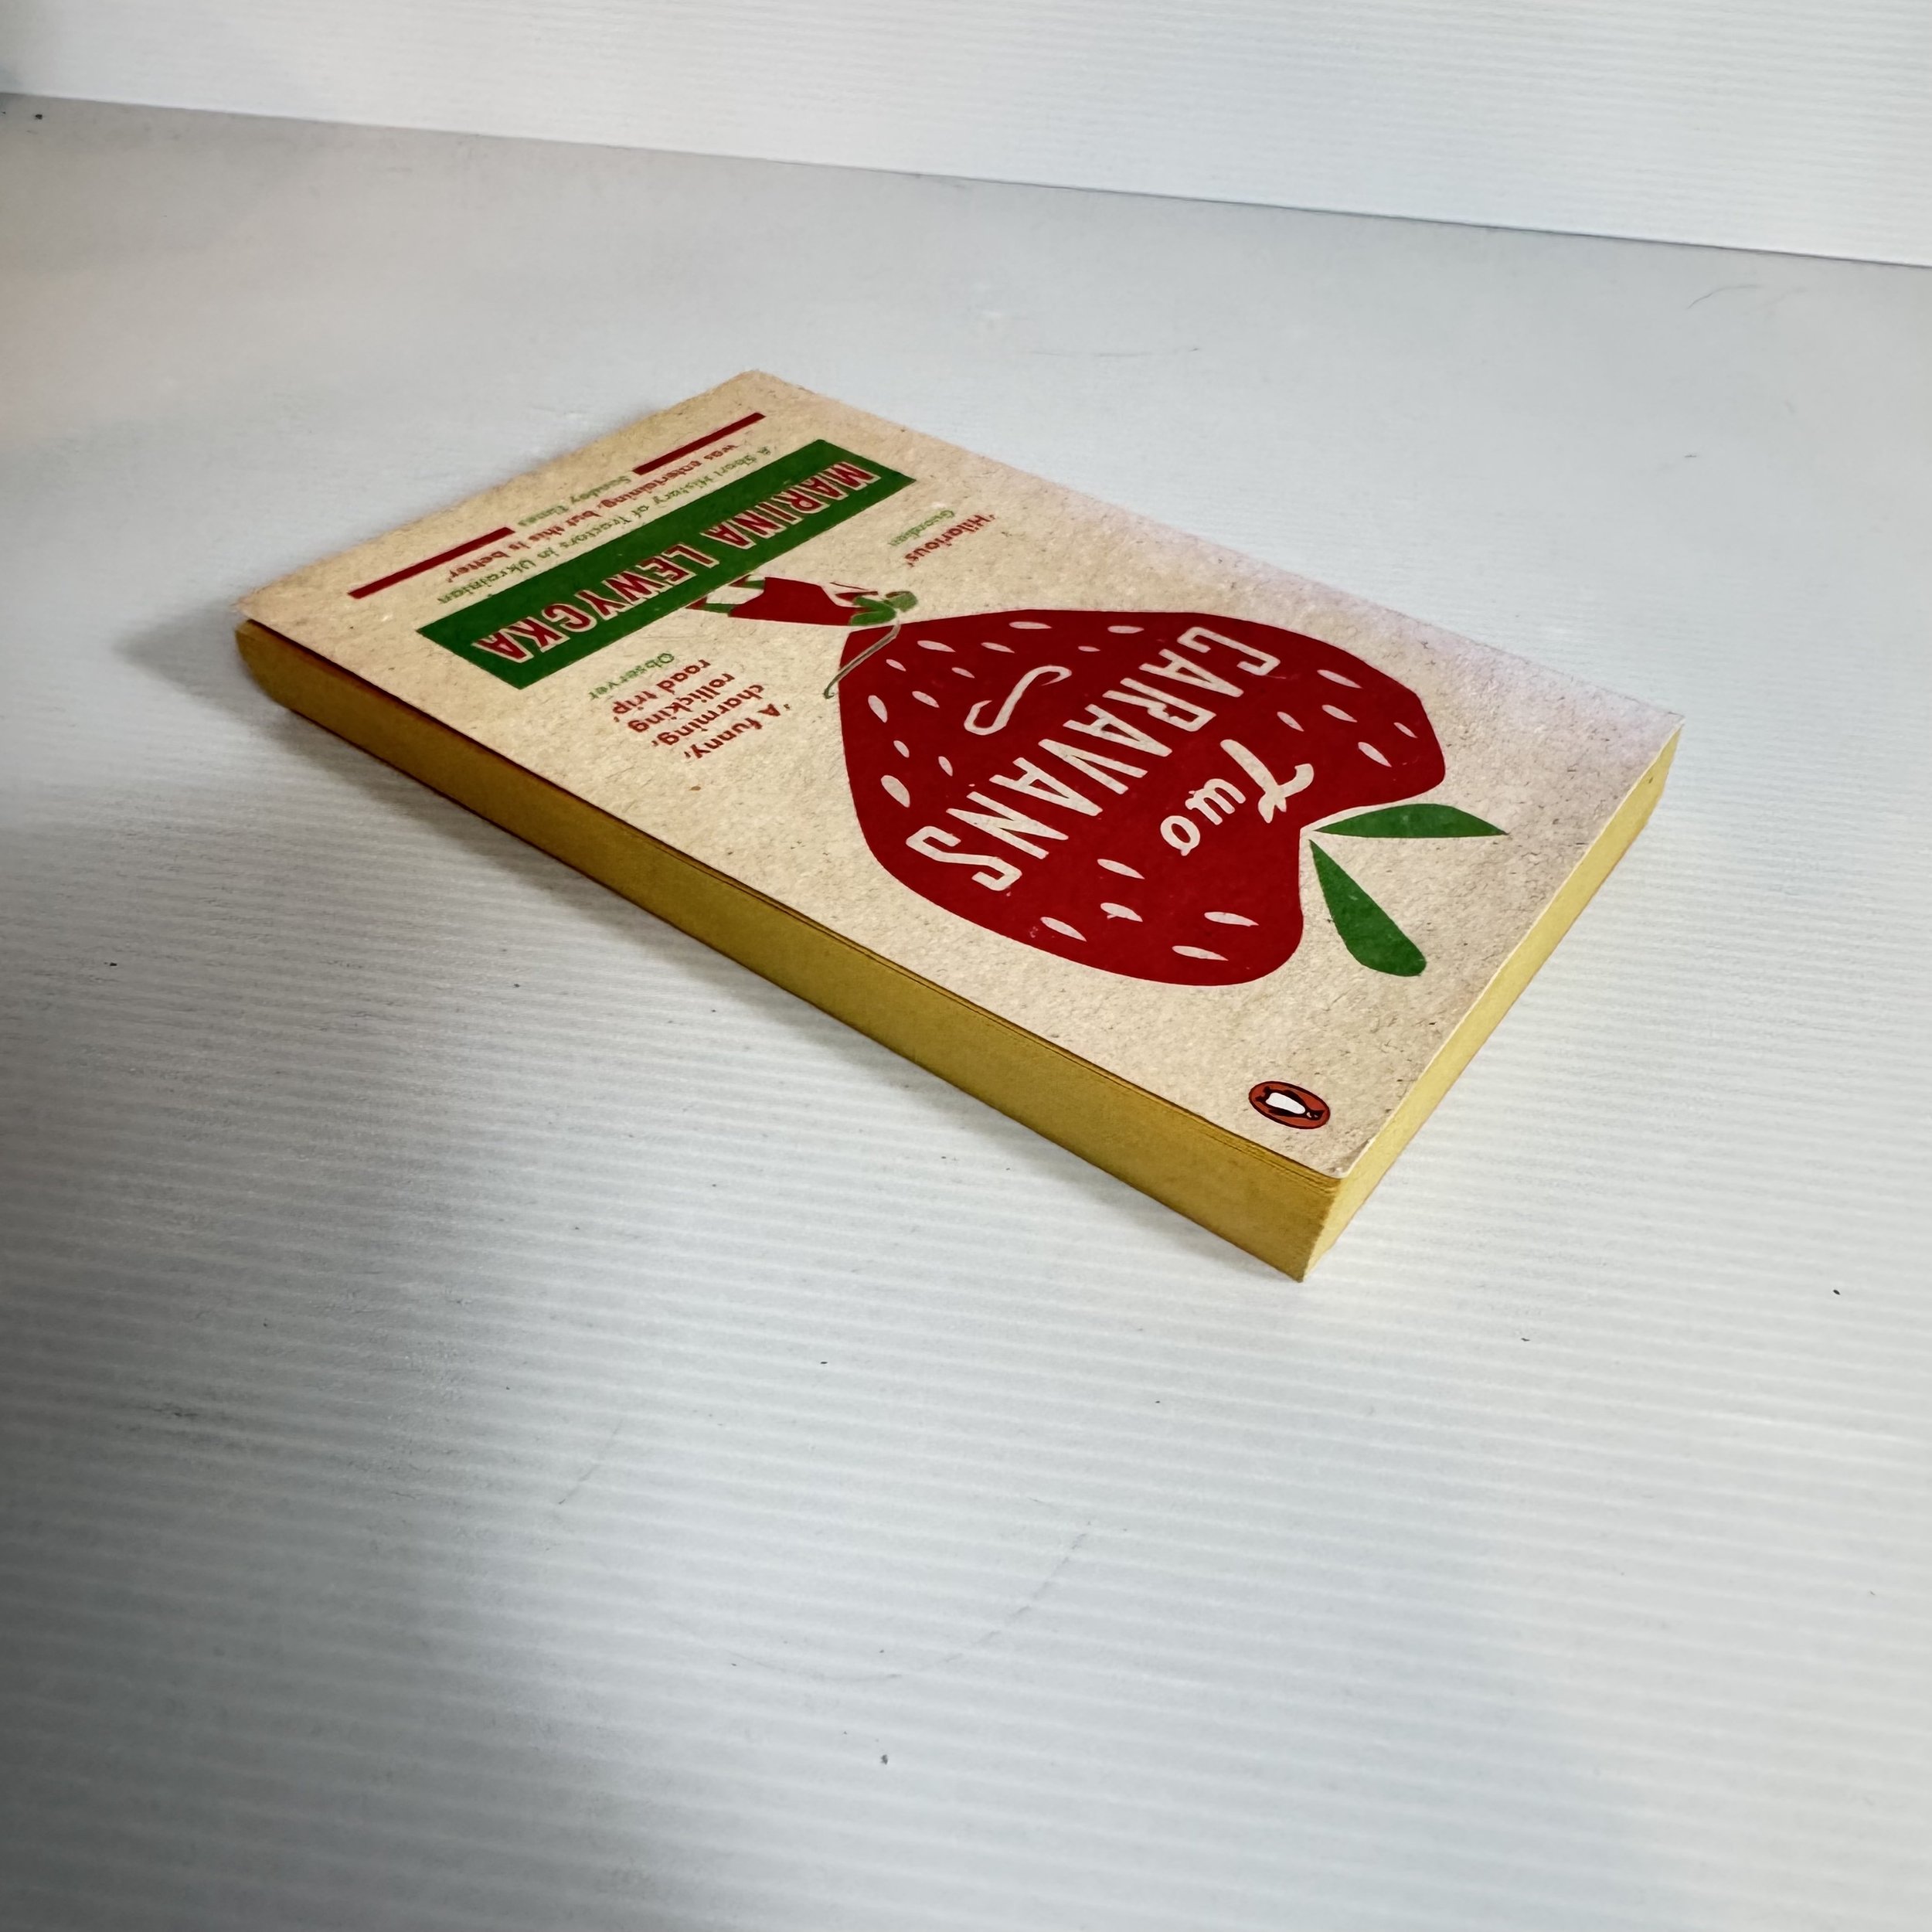 Two
CARAVANS
'A funny,
charming,
rollicking
road trip'
Observer
'Hilarious'
Guardian
MARINA LEWYCKA
'A Short History of Tractors in Ukrainian
was entertaining, but this is better'
Sunday Times